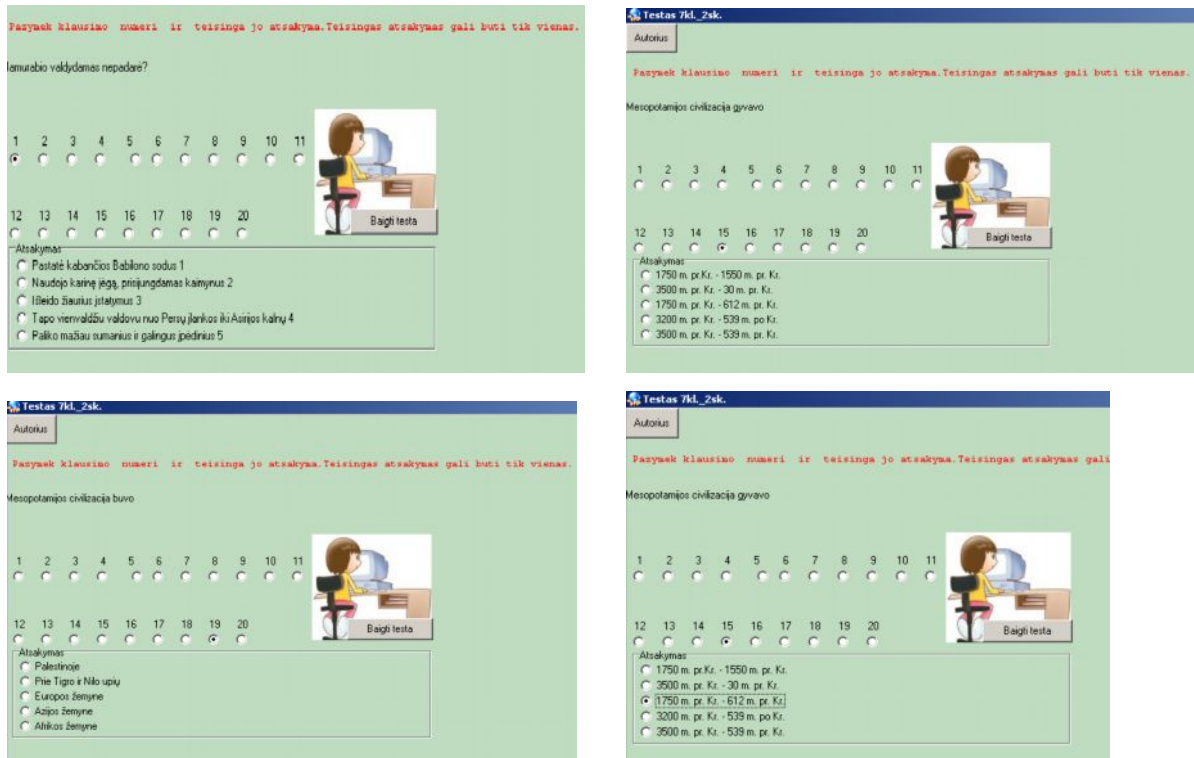 Pazymek klausimo numeri ir teisinga jo atsakyma.Teisingas atsakymas gali buti tik vienas.
lamurabio valdydamas nepadarė?
1 2 3 4 5 6 7 8 9 10 11
12 13 14 15 16 17 18 19 20
Baigti testa
Atsakymas
Pastatė kabančios Babilono sodus 1
Naudojo karinę jėgą, prisijungdamas kaimynus 2
Išleido žiaurius įstatymus 3
Tapo vienvaldžiu valdovu nuo Persų įlankos iki Asirijos kalnų 4
Paliko mažiau sumanius ir galingus įpėdinius 5
Testas 7kl._2sk.
Autorius
Pazymek klausimo numeri ir teisinga jo atsakyma.Teisingas atsakymas gali buti tik vienas.
Mesopotamijos civilizacija gyvavo
1 2 3 4 5 6 7 8 9 10 11
12 13 14 15 16 17 18 19 20
Baigti testa
Atsakymas
1750 m. pr.Kr. - 1550 m. pr. Kr.
3500 m. pr. Kr. - 30 m. pr. Kr.
1750 m. pr. Kr. - 612 m. pr. Kr.
3200 m. pr. Kr. - 539 m. po Kr.
3500 m. pr. Kr. - 539 m. pr. Kr.
Testas 7kl._2sk.
Autorius
Pazymek klausimo numeri ir teisinga jo atsakyma.Teisingas atsakymas gali buti tik vienas.
Mesopotamijos civilizacija buvo
1 2 3 4 5 6 7 8 9 10 11
12 13 14 15 16 17 18 19 20
Baigti testa
Atsakymas
Palestinoje
Prie Tigro ir Nilo upių
Europos žemyne
Azijos žemyne
Afrikos žemyne
Testas 7kl._2sk.
Autorius
Pazymek klausimo numeri ir teisinga jo atsakyma.Teisingas atsakymas gali
Mesopotamijos civilizacija gyvavo
1 2 3 4 5 6 7 8 9 10 11
12 13 14 15 16 17 18 19 20
Baigti testa
Atsakymas
1750 m. pr.Kr. - 1550 m. pr. Kr.
3500 m. pr. Kr. - 30 m. pr. Kr.
1750 m. pr. Kr. - 612 m. pr. Kr.
3200 m. pr. Kr. - 539 m. po Kr.
3500 m. pr. Kr. - 539 m. pr. Kr.